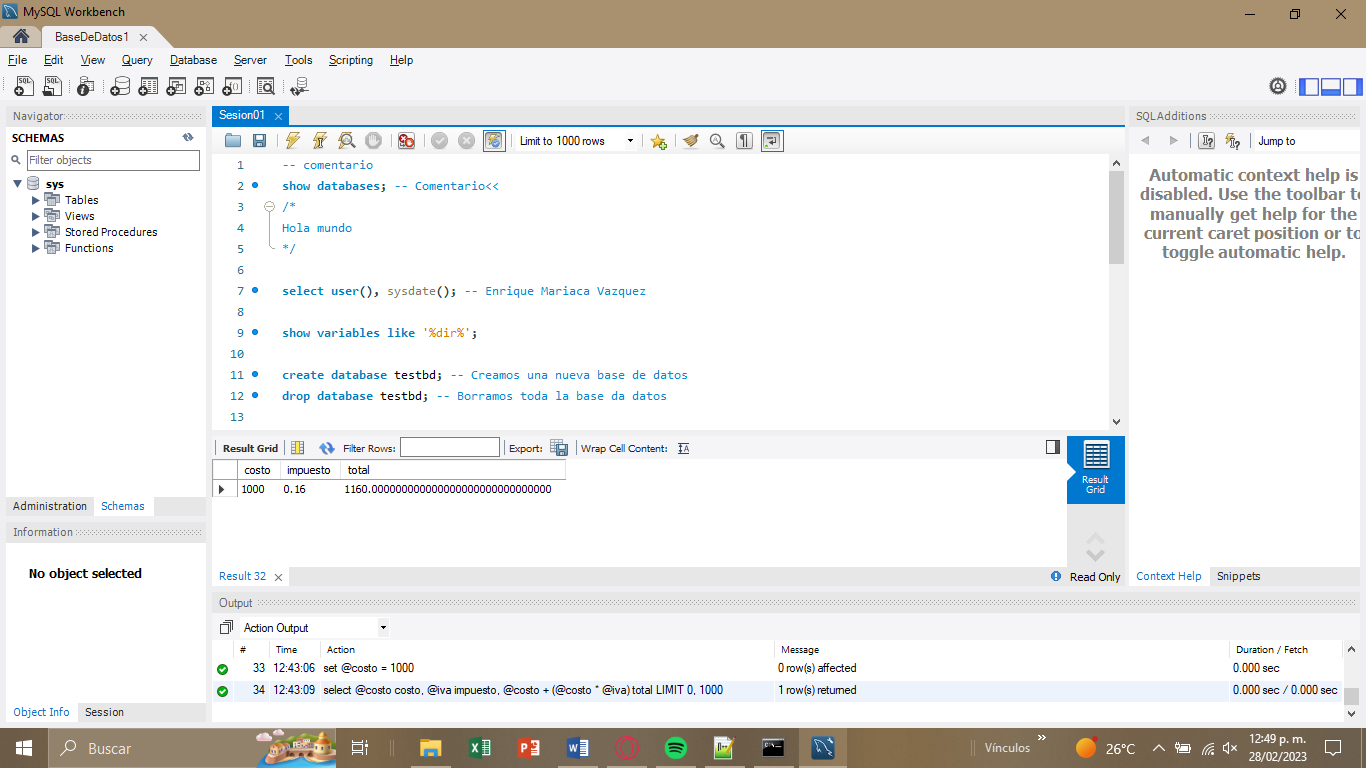 MySQL Workbench
BaseDeDatos1
File Edit View Query Database Server Tools Scripting Help
Navigator
SCHEMAS
Filter objects
sys
Tables
Views
Stored Procedures
Functions
Administration Schemas
Information
No object selected
Object Info Session
Sesion01
Limit to 1000 rows
1 -- comentario
2 show databases; -- Comentario<<
3 /*
4 Hola mundo
5 */
6
7 select user(), sysdate(); -- Enrique Mariaca Vazquez
8
9 show variables like '%dir%';
10
11 create database testbd; -- Creamos una nueva base de datos
12 drop database testbd; -- Borramos toda la base da datos
13
Result Grid Filter Rows: Export: Wrap Cell Content:
costo impuesto total
1000 0.16 1160.000000000000000000000000000000
Result Grid
Result 32
Read Only
SQLAdditions
Jump to
Automatic context help is
disabled. Use the toolbar to
manually get help for the
current caret position or to
toggle automatic help.
Context Help Snippets
Output
Action Output
# Time Action Message Duration / Fetch
33 12:43:06 set @costo = 1000 0 row(s) affected 0.000 sec
34 12:43:09 select @costo costo, @iva impuesto, @costo + (@costo * @iva) total LIMIT 0, 1000 1 row(s) returned 0.000 sec / 0.000 sec
Buscar
Vínculos
26°C
12:49 p. m.
28/02/2023